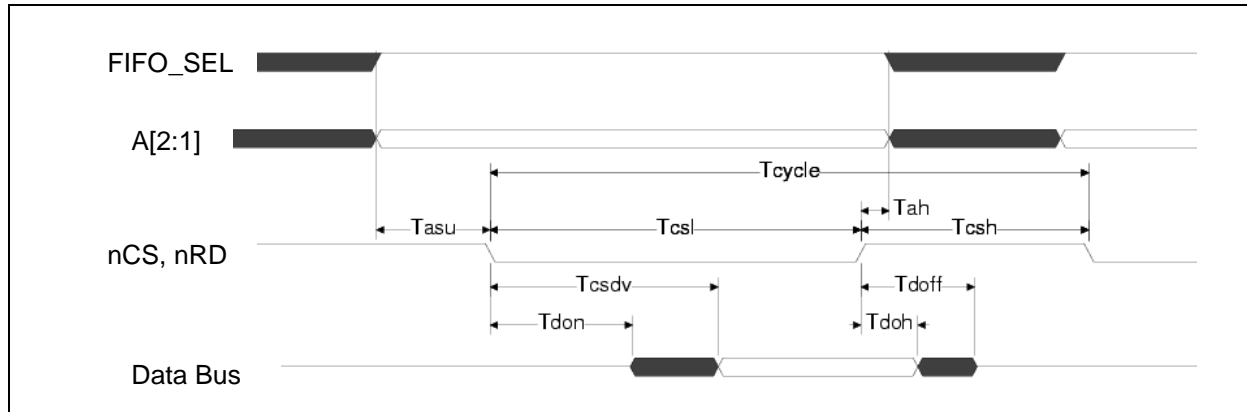 FIFO_SEL
A[2:1]
Tcycle
Tah
Tasu
Tcsl
Tcsh
nCS, nRD
Tcsdv
Tdoff
Tdon
Tdoh
Data Bus